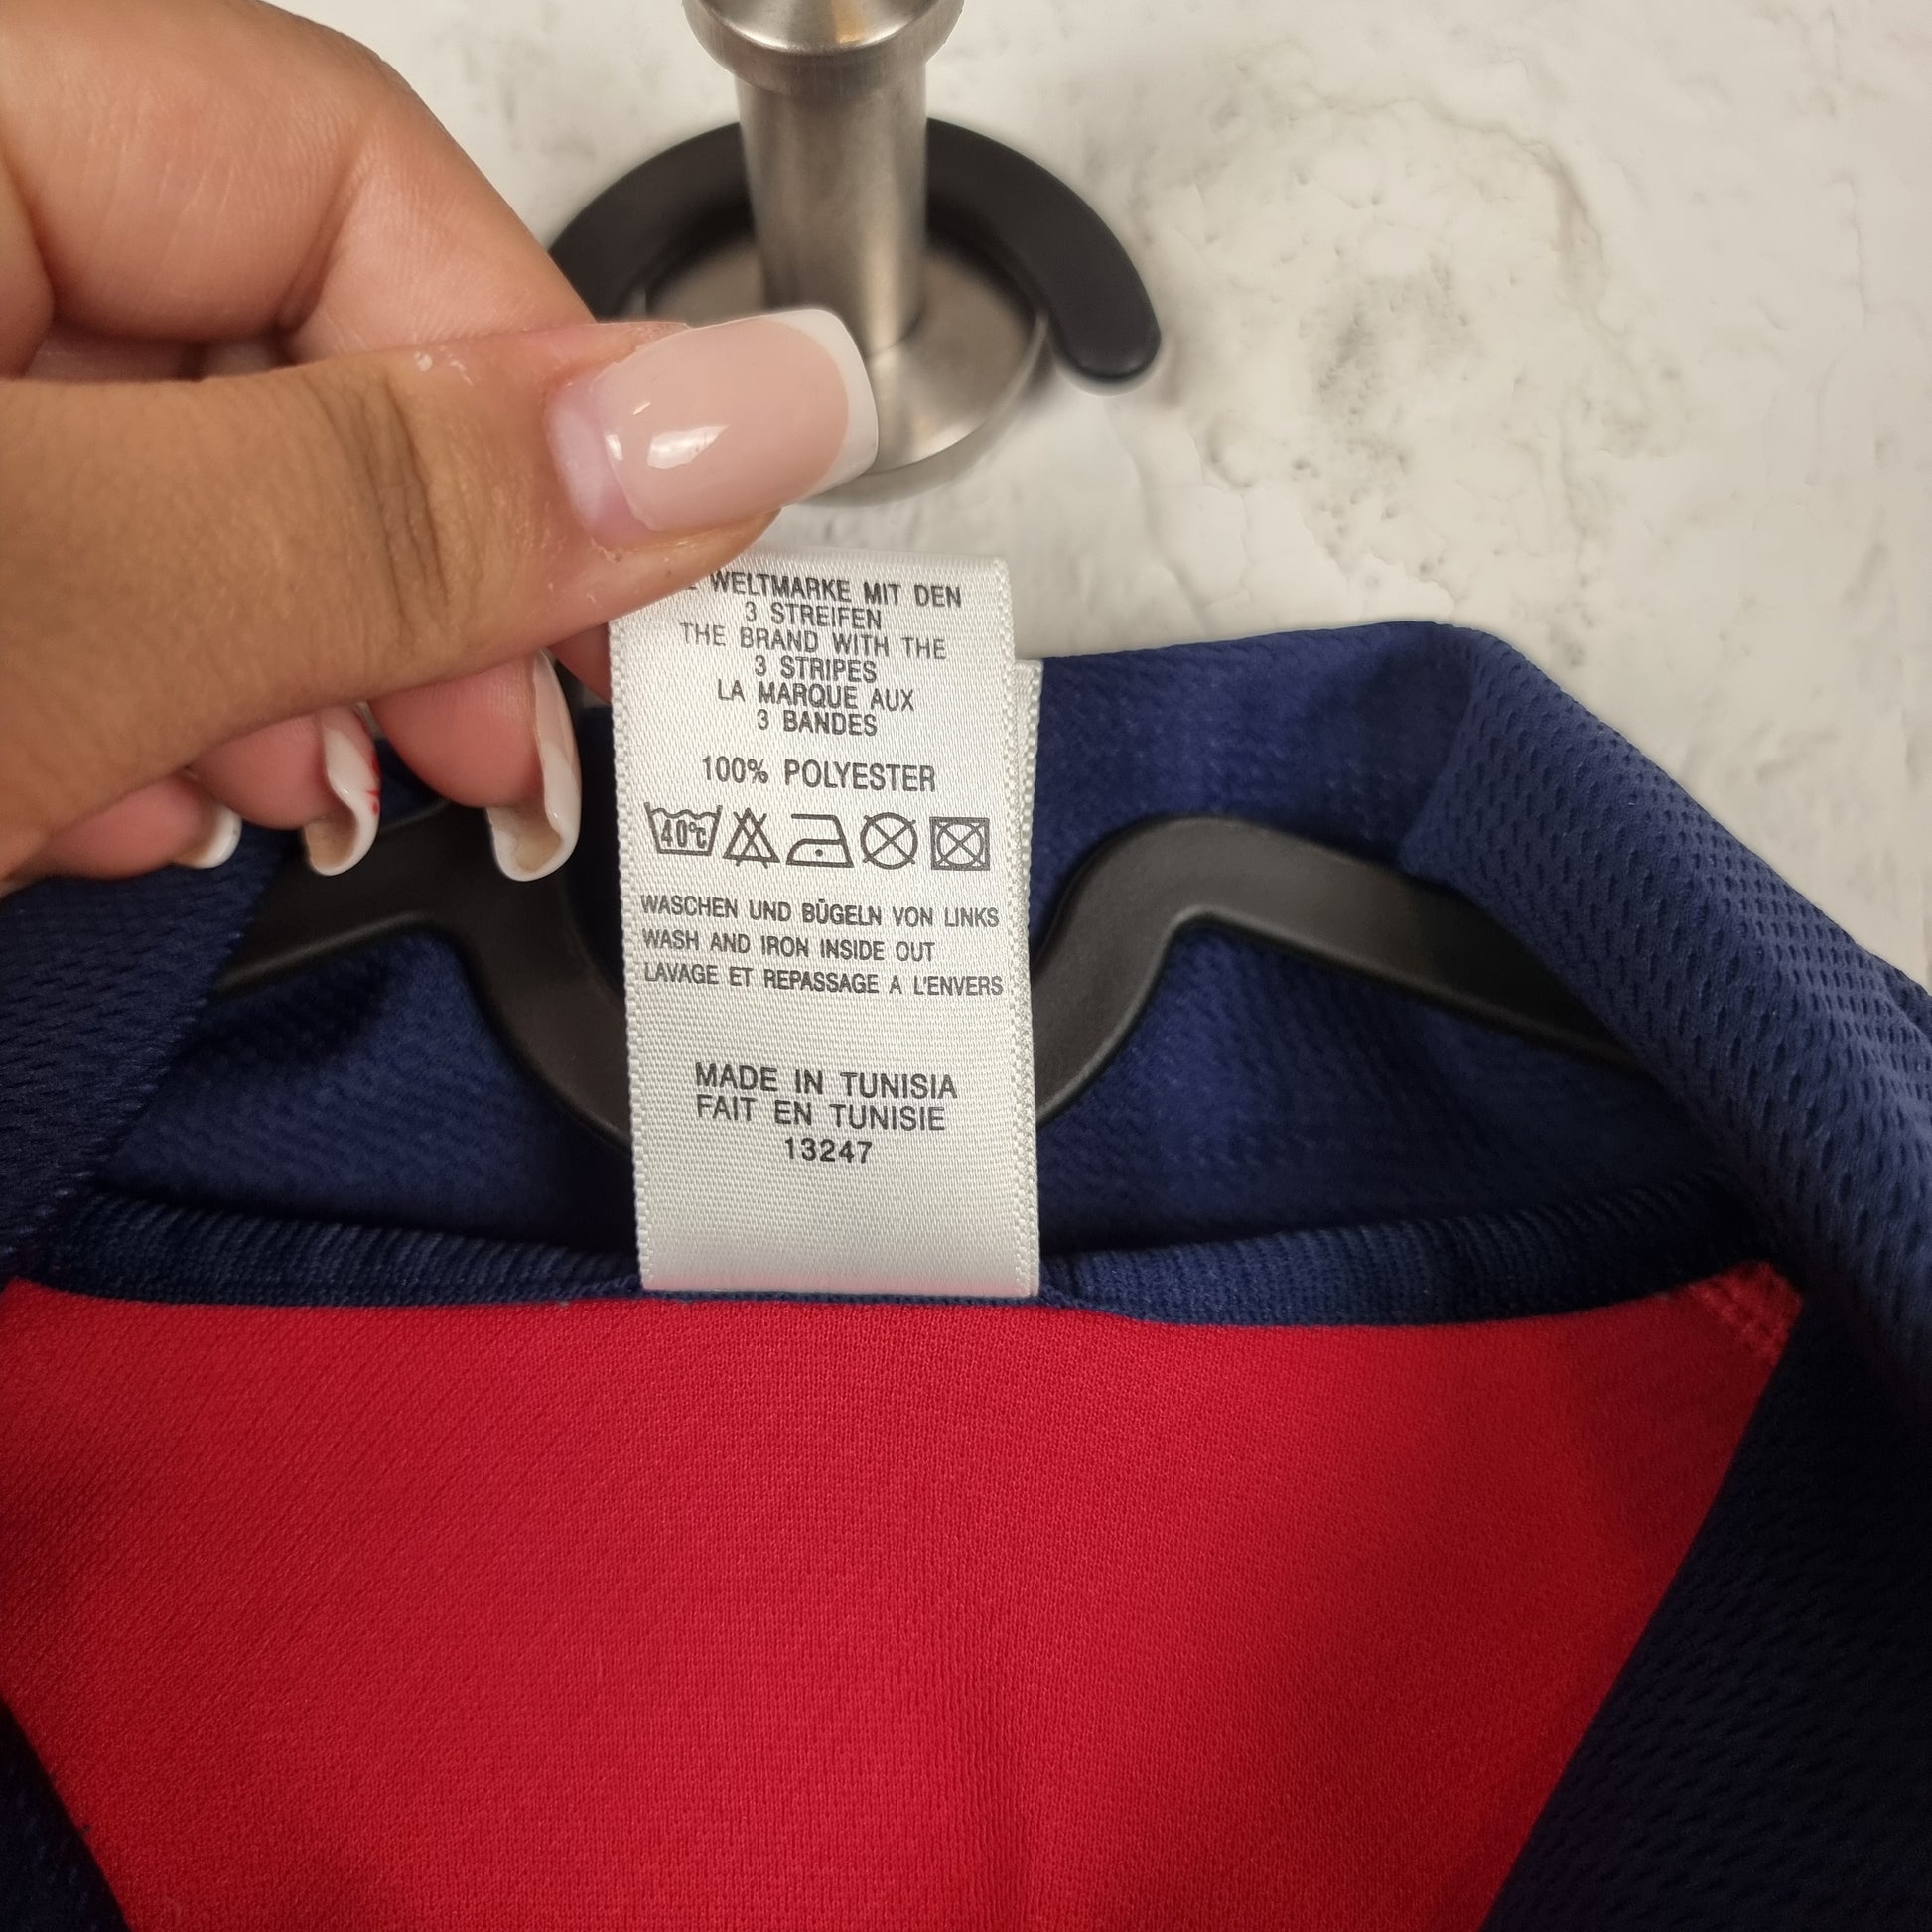 WELTMARKE MIT DEN
3 STREIFEN
THE BRAND WITH THE
3 STRIPES
LA MARQUE AUX
3 BANDES
100% POLYESTER
40°C
WASCHEN UND BÜGELN VON LINKS
WASH AND IRON INSIDE OUT
LAVAGE ET REPASSAGE A L'ENVERS
MADE IN TUNISIA
FAIT EN TUNISIE
13247